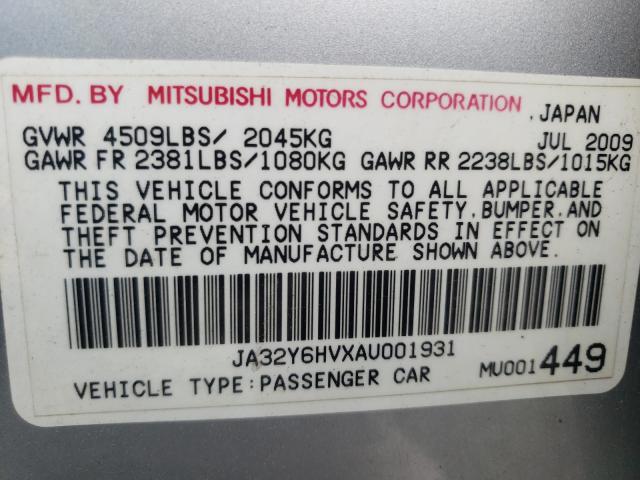 MFD. BY MITSUBISHI MOTORS CORPORATION
, JAPAN
GVWR 4509LBS/ 2045KG JUL 2009
GAWR FR 2381LBS/1080KG GAWR RR 2238LBS/1015KG
THIS VEHICLE CONFORMS TO ALL APPLICABLE
FEDERAL MOTOR VEHICLE SAFETY, BUMPER, AND
THEFT PREVENTION STANDARDS IN EFFECT ON
THE DATE OF MANUFACTURE SHOWN ABOVE.
JA32Y6HVXAU001931
VEHICLE TYPE:PASSENGER CAR MU001449